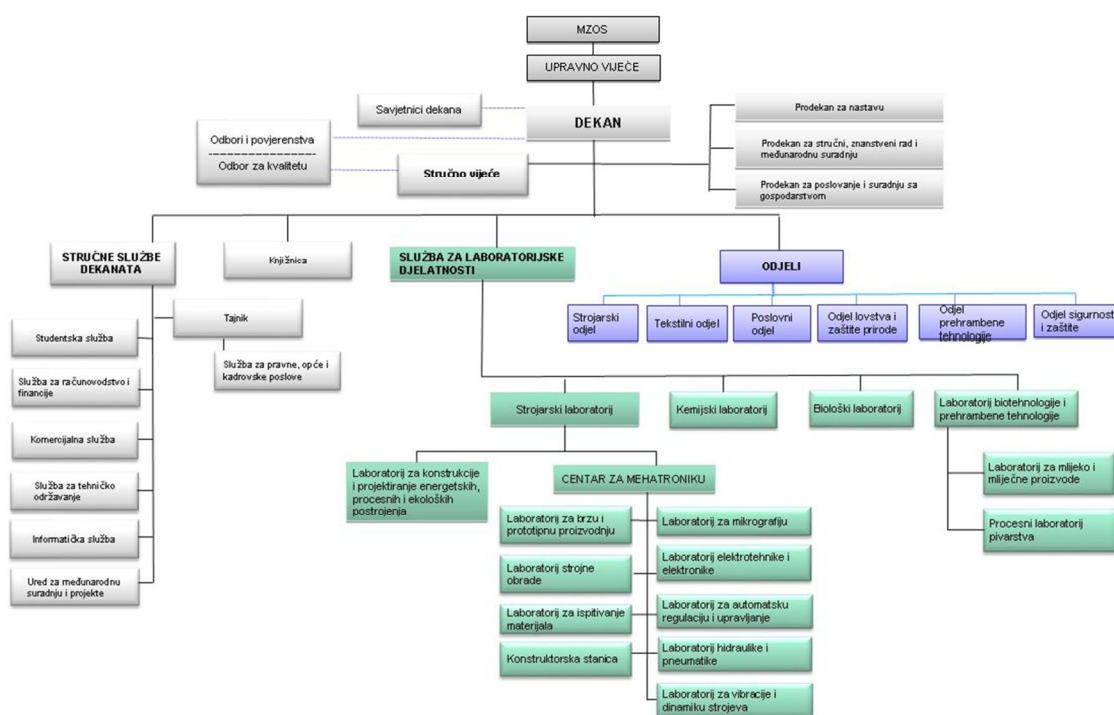 MZOS
UPRAVNO VIJEĆE
Savjetnici dekana
DEKAN
Odbori i povjerenstva
Odbor za kvalitetu
Stručno vijeće
Prodekan za nastavu
Prodekan za stručni, znanstveni rad i
međunarodnu suradnju
Prodekan za poslovanje i suradnju sa
gospodarstvom
STRUČNE SLUŽBE
DEKANATA
Knjižnica
SLUŽBA ZA LABORATORIJSKE
DJELATNOSTI
ODJELI
Tajnik
Služba za pravne, opće i
kadrovske poslove
Studentska služba
Služba za računovodstvo i
financije
Komercijalna služba
Služba za tehničko
održavanje
Informatička služba
Ured za međunarodnu
suradnju i projekte
Strojarski
odjel
Tekstilni odjel
Poslovni
odjel
Odjel lovstva i
zaštite prirode
Odjel
prehrambene
tehnologije
Odjel sigurnosti
i zaštite
Strojarski laboratorij
Kemijski laboratorij
Biološki laboratorij
Laboratorij biotehnologije i
prehrambene tehnologije
Laboratorij za konstrukcije
i projektiranje energetskih,
procesnih i ekoloških
postrojenja
CENTAR ZA MEHATRONIKU
Laboratorij za mlijeko i
mliječne proizvode
Procesni laboratorij
pivarstva
Laboratorij za brzu i
prototipnu proizvodnju
Laboratorij strojne
obrade
Laboratorij za ispitivanje
materijala
Konstruktorska stanica
Laboratorij za mikrografiju
Laboratorij elektrotehnike i
elektronike
Laboratorij za automatsku
regulaciju i upravljanje
Laboratorij hidraulike i
pneumatike
Laboratorij za vibracije i
dinamiku strojeva